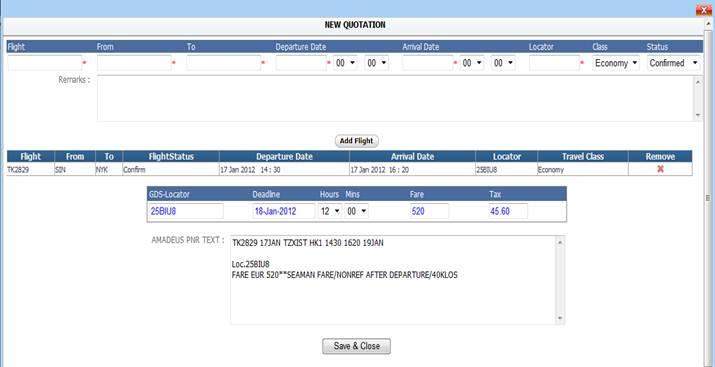 NEW QUOTATION
Flight From To Departure Date Arrival Date Locator Class Status
* * * * 00 00 * 00 00 * Economy Confirmed
Remarks :
Add Flight
Flight From To FlightStatus Departure Date Arrival Date Locator Travel Class Remove
TK2829 SIN NYK Confirm 17 Jan 2012 14 : 30 17 Jan 2012 16 : 20 25BIU8 Economy
GDS-Locator Deadline Hours Mins Fare Tax
25BIU8 18-Jan-2012 12 00 520 45.60
AMADEUS PNR TEXT :
TK2829 17JAN TZXIST HK1 1430 1620 19JAN
Loc.25BIU8
FARE EUR 520**SEAMAN FARE/NONREF AFTER DEPARTURE/40KLOS
Save & Close